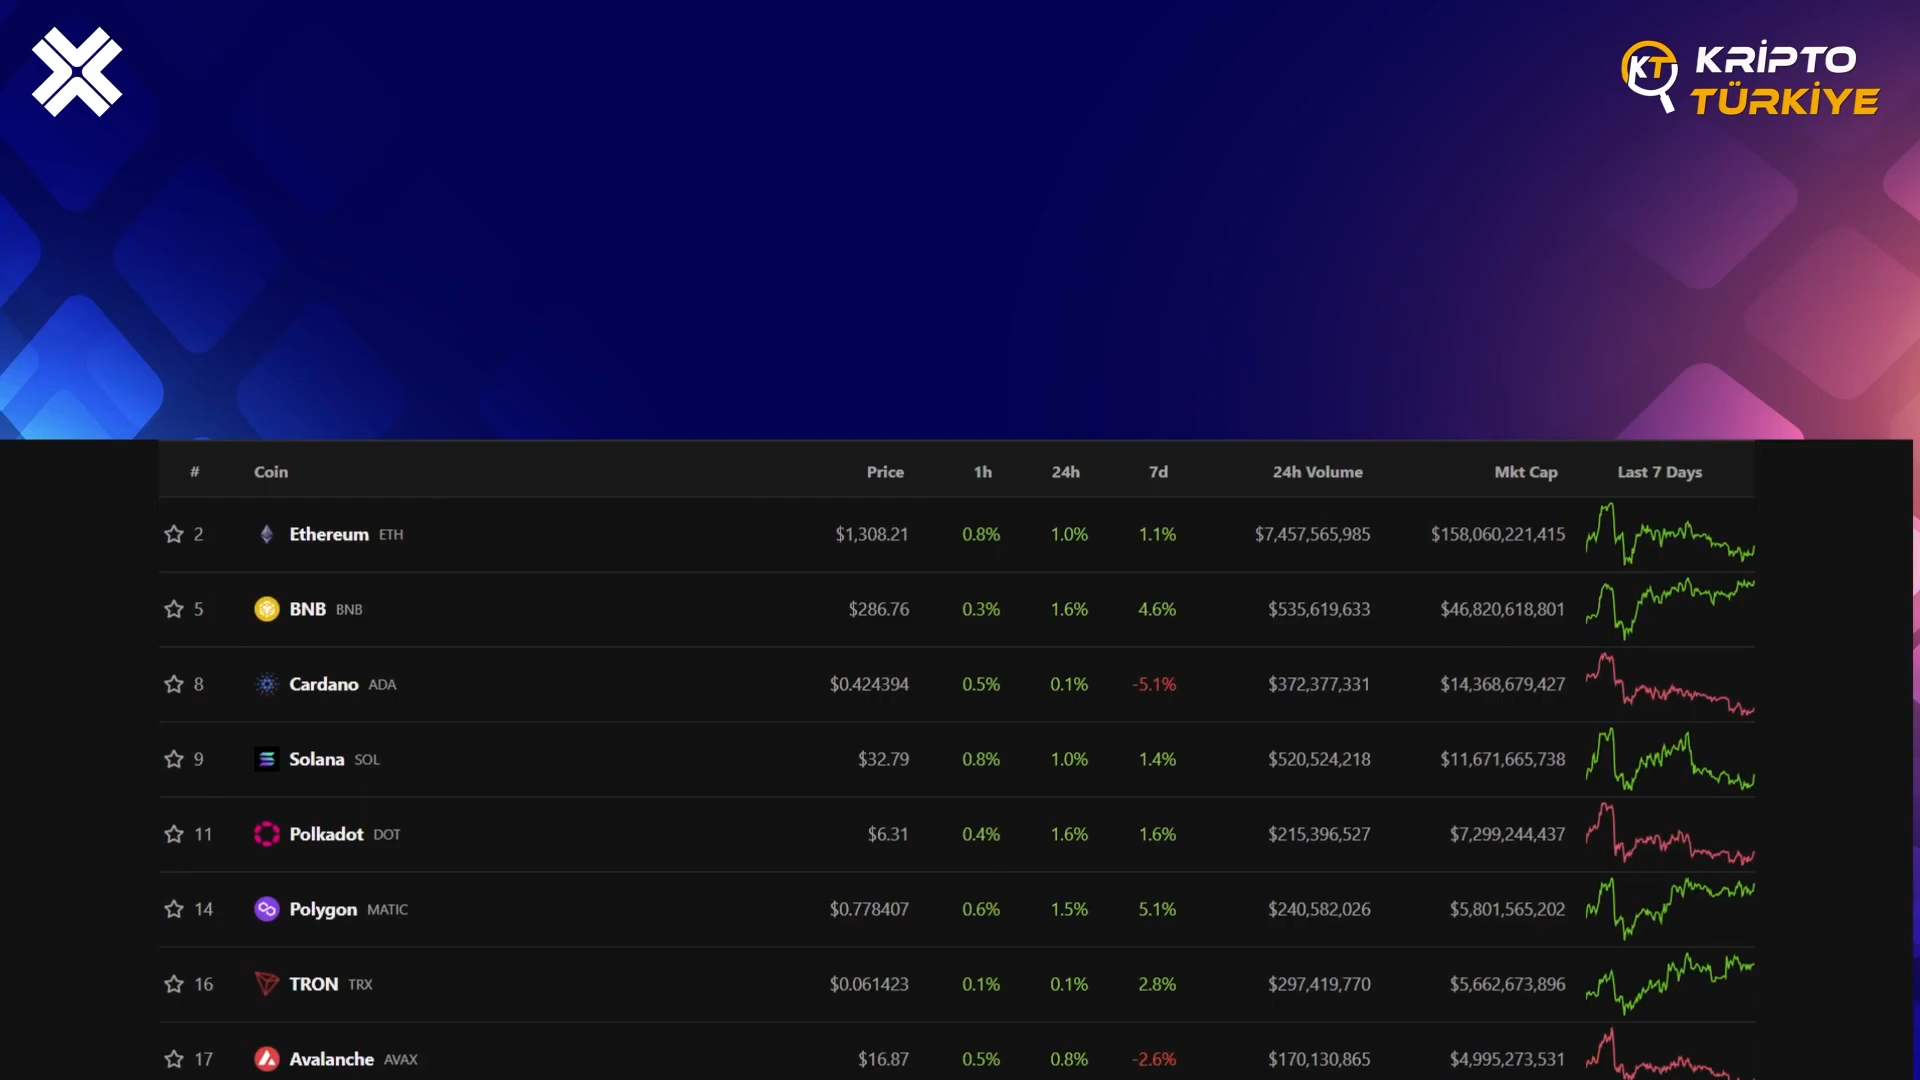 KT KRİPTO
TÜRKİYE
# Coin Price 1h 24h 7d 24h Volume Mkt Cap Last 7 Days
2 Ethereum ETH $1,308.21 0.8% 1.0% 1.1% $7,457,565,985 $158,060,221,415
5 BNB BNB $286.76 0.3% 1.6% 4.6% $535,619,633 $46,820,618,801
8 Cardano ADA $0.424394 0.5% 0.1% -5.1% $372,377,331 $14,368,679,427
9 Solana SOL $32.79 0.8% 1.0% 1.4% $520,524,218 $11,671,665,738
11 Polkadot DOT $6.31 0.4% 1.6% 1.6% $215,396,527 $7,299,244,437
14 Polygon MATIC $0.778407 0.6% 1.5% 5.1% $240,582,026 $5,801,565,202
16 TRON TRX $0.061423 0.1% 0.1% 2.8% $297,419,770 $5,662,673,896
17 Avalanche AVAX $16.87 0.5% 0.8% -2.6% $170,130,865 $4,995,273,531